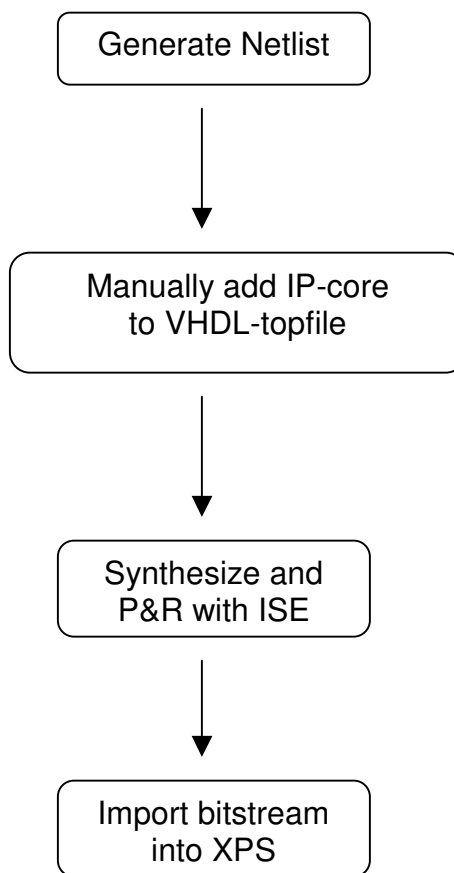 Generate Netlist
Manually add IP-core
to VHDL-topfile
Synthesize and
P&R with ISE
Import bitstream
into XPS